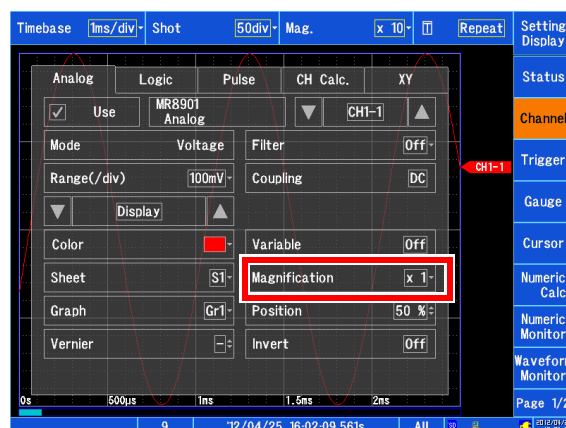 Timebase 1ms/div Shot 50div Mag. x 10 Repeat
Setting
Display
Analog Logic Pulse CH Calc. XY
Status
Use MR8901
Analog CH1-1
Channel
Mode Voltage Filter Off
Trigger
CH1-1
Range(/div) 100mV Coupling DC
Gauge
Display
Cursor
Color Variable Off
Sheet S1 Magnification x 1
Numeric
Calc
Graph Gr1 Position 50 %
Numeric
Monitor
Vernier - Invert Off
Waveform
Monitor
0s 500µs 1ms 1.5ms 2ms
Page 1/2
9 '12/04/25 16:02:09.561s All